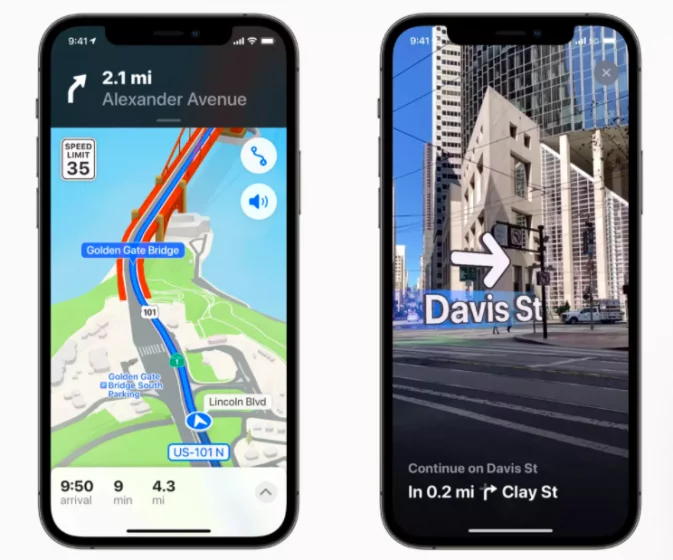 9:41
2.1 mi
Alexander Avenue
SPEED
LIMIT
35
Golden Gate Bridge
101
1
Golden Gate
Bridge South
Parking
Lincoln Blvd
US-101 N
9:50 9 4.3
arrival min mi
9:41
Davis St
Continue on Davis St
In 0.2 mi Clay St